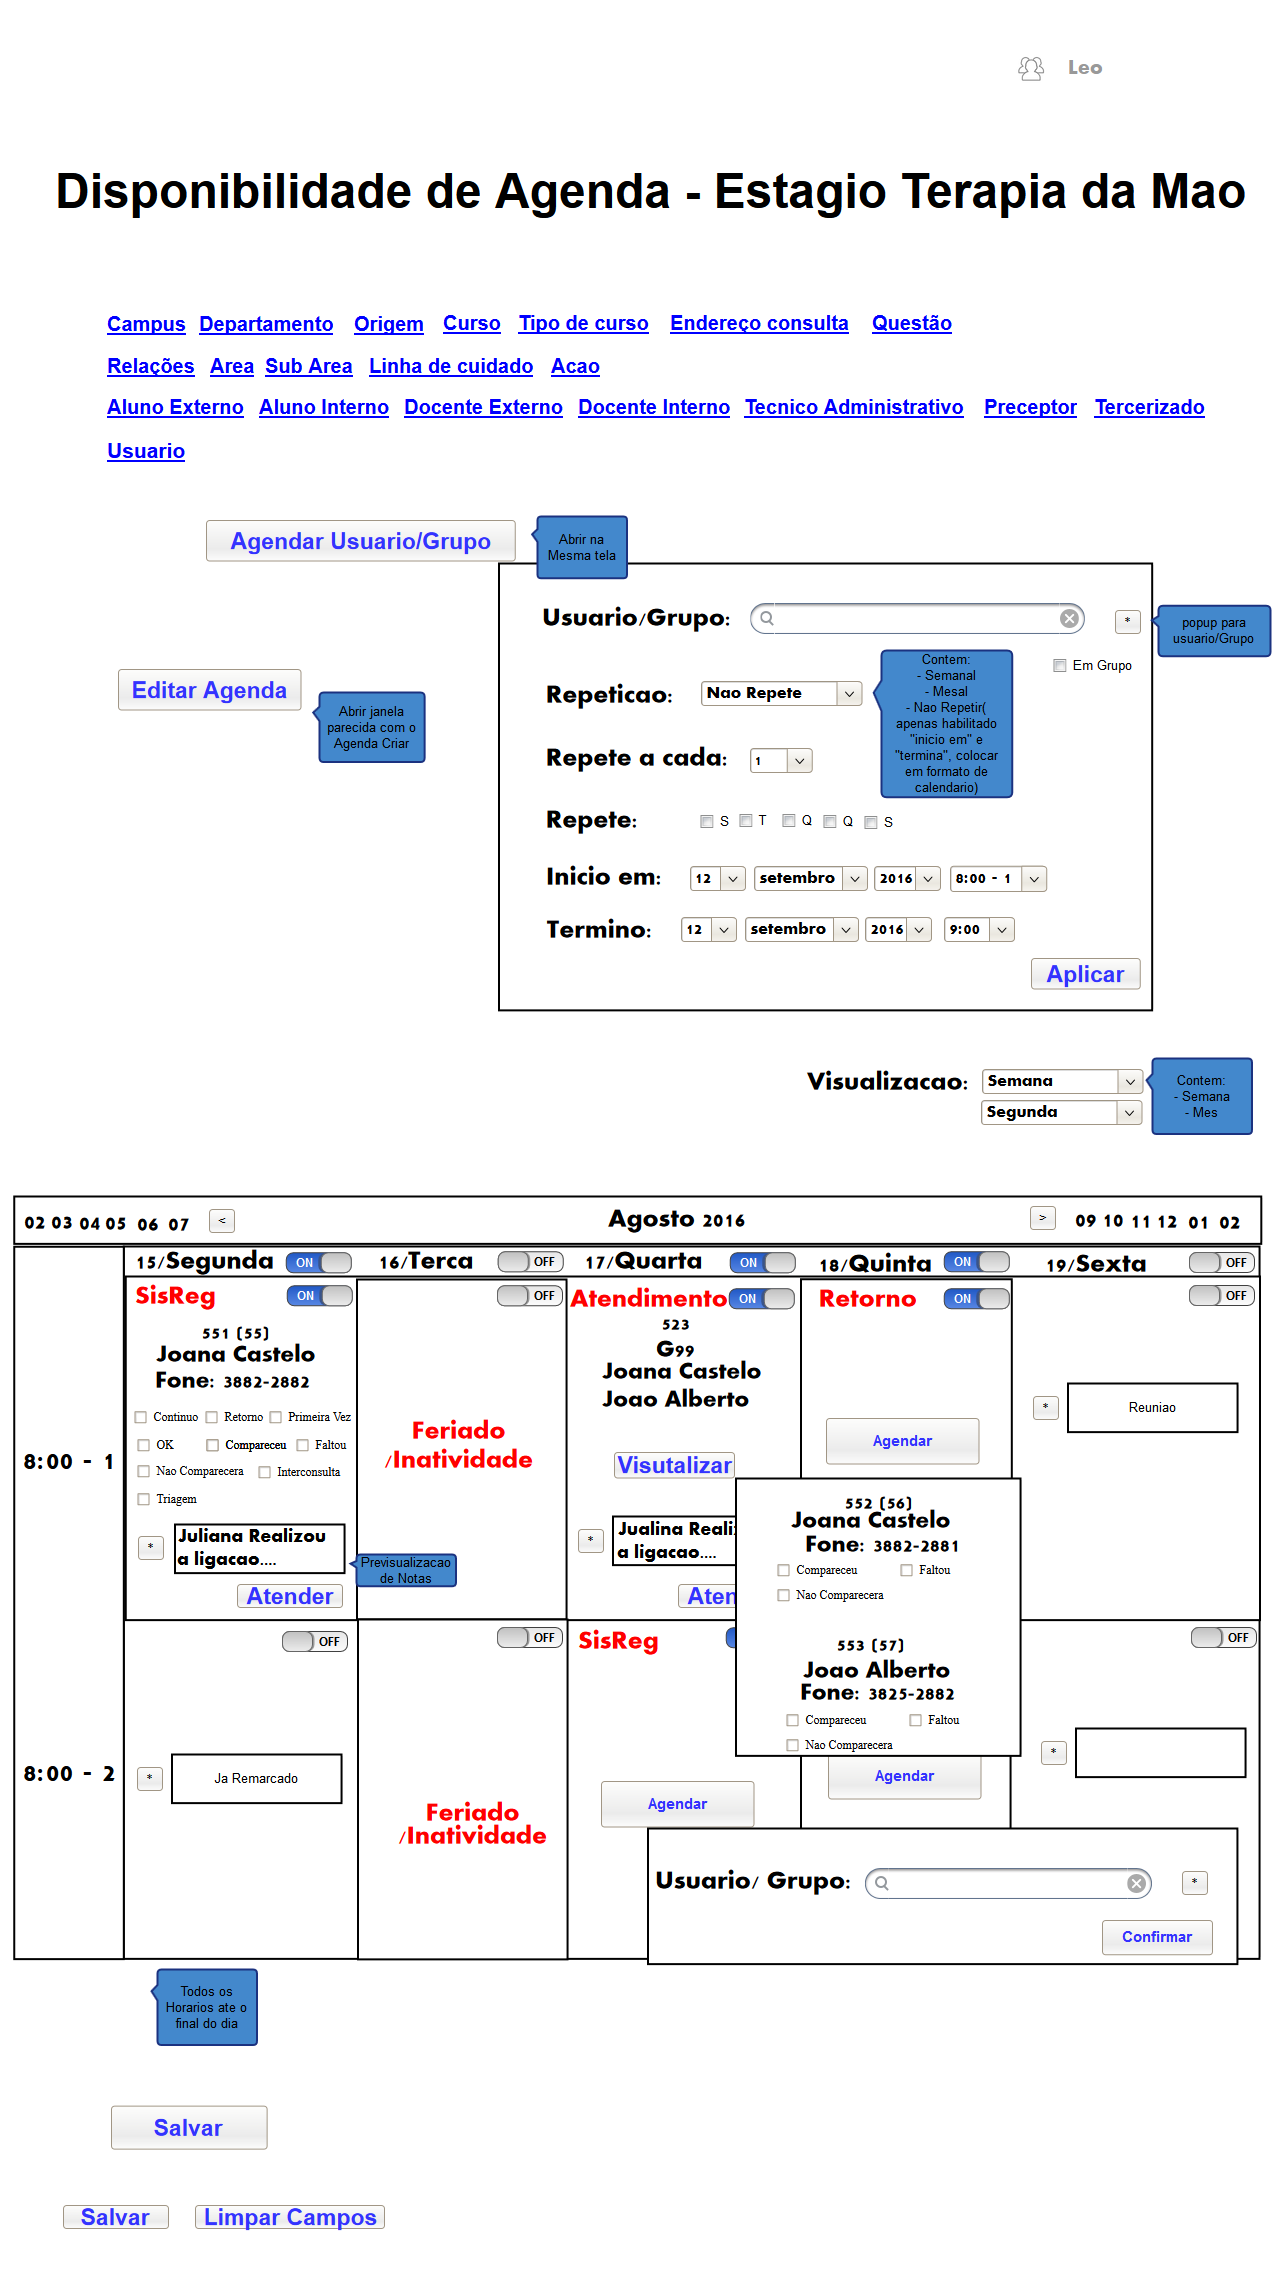 Leo
Disponibilidade de Agenda - Estagio Terapia da Mao
Campus Departamento Origem Curso Tipo de curso Endereço consulta Questão
Relações Area Sub Area Linha de cuidado Acao
Aluno Externo Aluno Interno Docente Externo Docente Interno Tecnico Administrativo Preceptor Tercerizado
Usuario
Agendar Usuario/Grupo
Abrir na
Mesma tela
Usuario/Grupo:
*
popup para
usuario/Grupo
Em Grupo
Editar Agenda
Abrir janela
parecida com o
Agenda Criar
Repeticao: Nao Repete
Contem:
- Semanal
- Mesal
- Nao Repetir(
apenas habilitado
"inicio em" e
"termina", colocar
em formato de
calendario)
Repete a cada: 1
Repete: S T Q Q S
Inicio em: 12 setembro 2016 8:00 - 1
Termino: 12 setembro 2016 9:00
Aplicar
Visualizacao: Semana
Segunda
Contem:
- Semana
- Mes
02 03 04 05 06 07 < Agosto 2016 > 09 10 11 12 01 02
15/Segunda ON 16/Terca OFF 17/Quarta ON 18/Quinta ON 19/Sexta OFF
8:00 - 1
SisReg ON
551 (55)
Joana Castelo
Fone: 3882-2882
Continuo Retorno Primeira Vez
OK Compareceu Faltou
Nao Comparecera Interconsulta
Triagem
* Juliana Realizou
a ligacao....
Previsualizacao
de Notas
Atender
OFF
Feriado
/Inatividade
Atendimento ON
523
G99
Joana Castelo
Joao Alberto
Visutalizar
* Jualina Reali
a ligacao....
Aten
Retorno ON
Agendar
OFF
* Reuniao
552 (56)
Joana Castelo
Fone: 3882-2881
Compareceu Faltou
Nao Comparecera
553 (57)
Joao Alberto
Fone: 3825-2882
Compareceu Faltou
Nao Comparecera
8:00 - 2
OFF
* Ja Remarcado
OFF
Feriado
/Inatividade
SisReg
Agendar
Agendar
OFF
*
Usuario/ Grupo:
*
Confirmar
Todos os
Horarios ate o
final do dia
Salvar
Salvar Limpar Campos